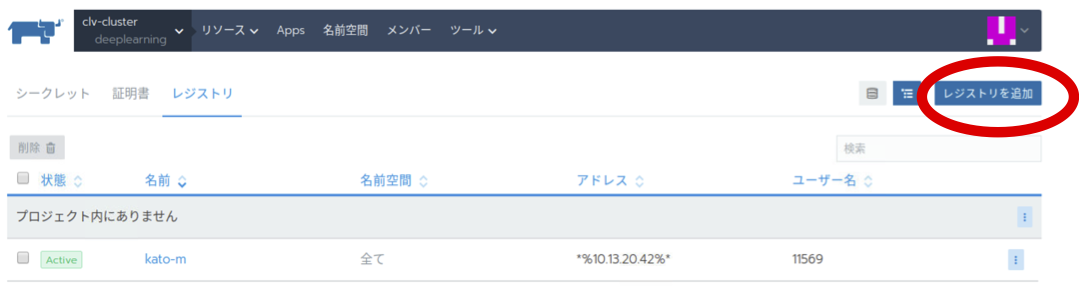 clv-cluster
deeplearning
リソース Apps 名前空間 メンバー ツール
シークレット 証明書 レジストリ レジストリを追加
削除 検索
状態 名前 名前空間 アドレス ユーザー名
プロジェクト内にありません
Active kato-m 全て *%10.13.20.42%* 11569